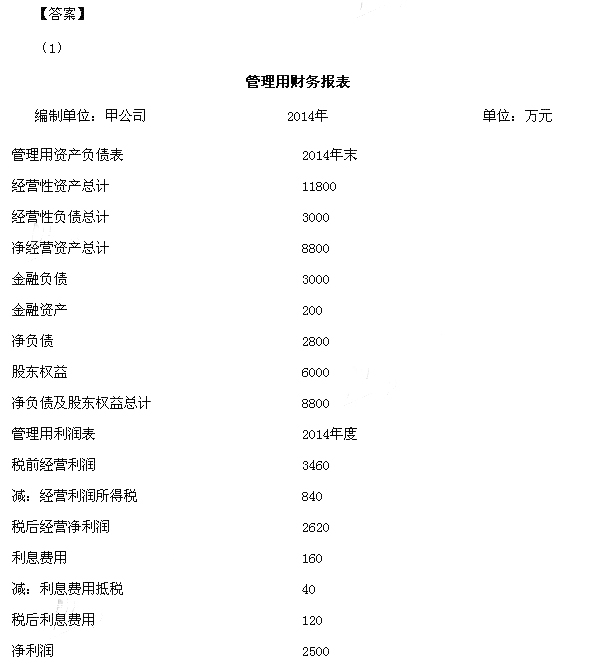 【答案】
（1）
管理用财务报表
编制单位：甲公司 2014年 单位：万元
管理用资产负债表 2014年末
经营性资产总计 11800
经营性负债总计 3000
净经营资产总计 8800
金融负债 3000
金融资产 200
净负债 2800
股东权益 6000
净负债及股东权益总计 8800
管理用利润表 2014年度
税前经营利润 3460
减：经营利润所得税 840
税后经营净利润 2620
利息费用 160
减：利息费用抵税 40
税后利息费用 120
净利润 2500